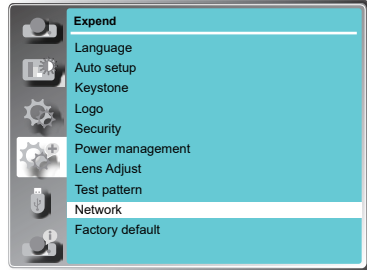 Expend
Language
Auto setup
Keystone
Logo
Security
Power management
Lens Adjust
Test pattern
Network
Factory default